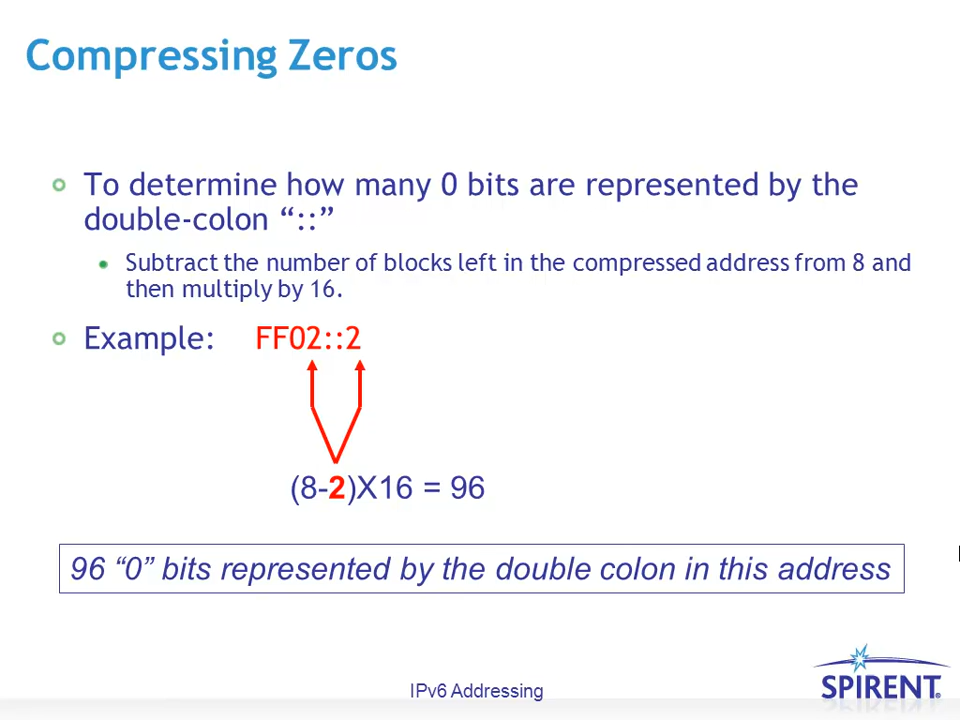 Compressing Zeros
To determine how many 0 bits are represented by the
double-colon “::”
Subtract the number of blocks left in the compressed address from 8 and
then multiply by 16.
Example: FF02::2
(8-2)X16 = 96
96 “0” bits represented by the double colon in this address
IPv6 Addressing
SPIRENT®